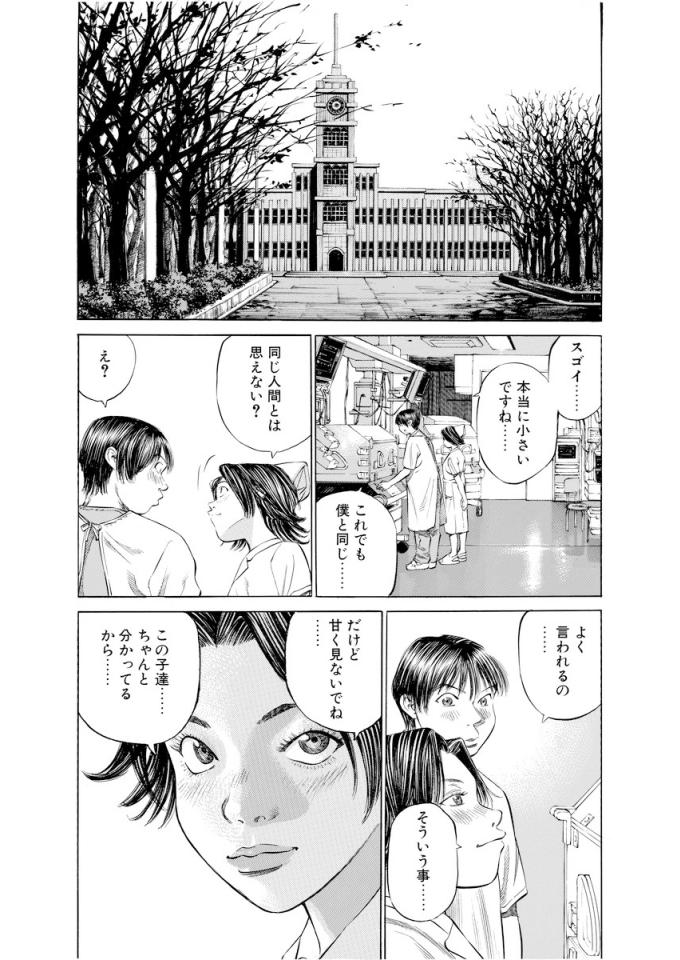 スゴイ……
本当に小さい
ですね……
これでも
僕と同じ……
同じ人間とは
思えない？
え？
よく
言われるの
……
そういう事……
だけど
甘く見ないでね
……
この子達……
ちゃんと
分かってる
から……